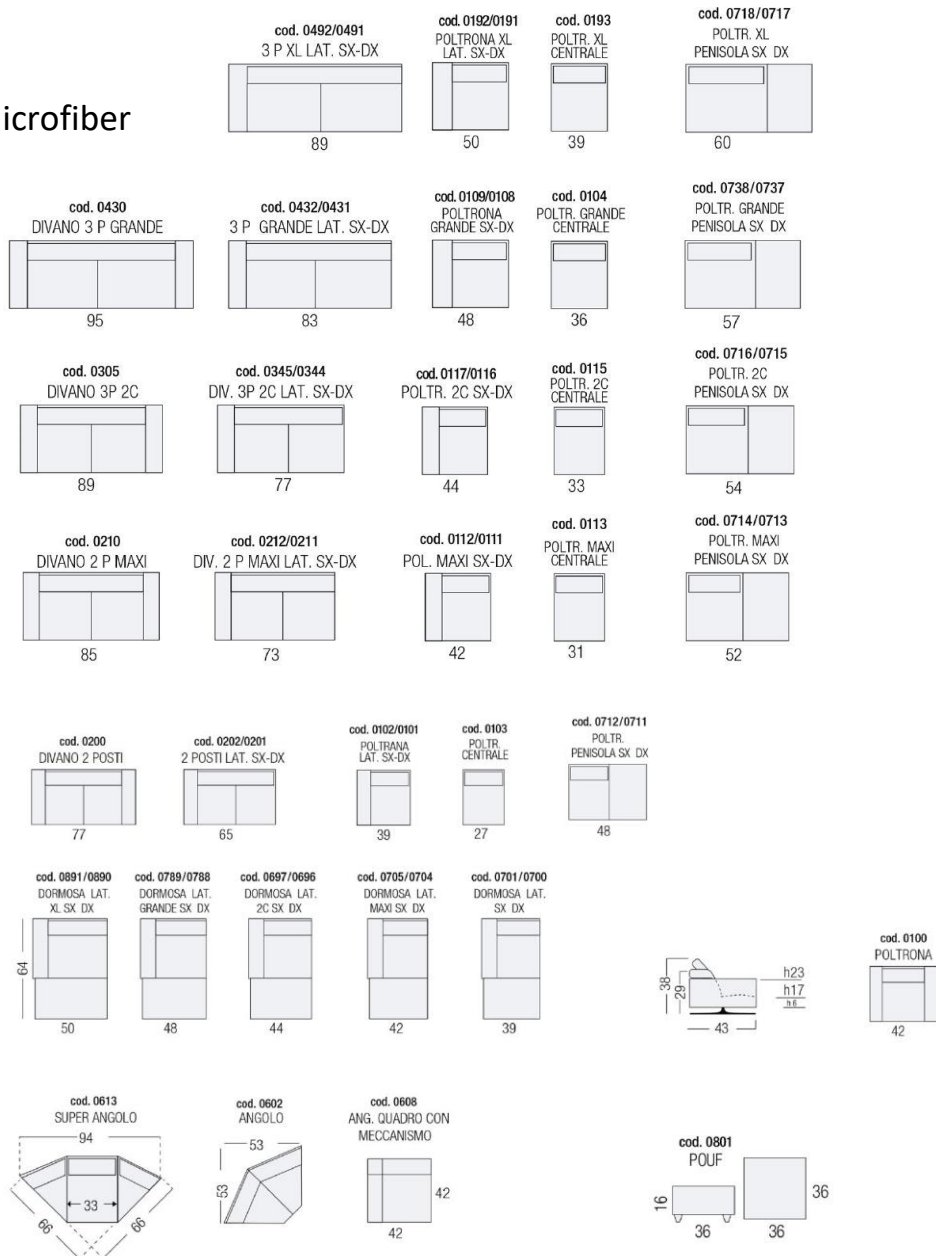 icrofiber
cod. 0492/0491
3 P XL LAT. SX-DX
89
cod. 0192/0191
POLTRONA XL
LAT. SX-DX
50
cod. 0193
POLTR. XL
CENTRALE
39
cod. 0718/0717
POLTR. XL
PENISOLA SX DX
60
cod. 0430
DIVANO 3 P GRANDE
95
cod. 0432/0431
3 P GRANDE LAT. SX-DX
83
cod. 0109/0108
POLTRONA
GRANDE SX-DX
48
cod. 0104
POLTR. GRANDE
CENTRALE
36
cod. 0738/0737
POLTR. GRANDE
PENISOLA SX DX
57
cod. 0305
DIVANO 3P 2C
89
cod. 0345/0344
DIV. 3P 2C LAT. SX-DX
77
cod. 0117/0116
POLTR. 2C SX-DX
44
cod. 0115
POLTR. 2C
CENTRALE
33
cod. 0716/0715
POLTR. 2C
PENISOLA SX DX
54
cod. 0210
DIVANO 2 P MAXI
85
cod. 0212/0211
DIV. 2 P MAXI LAT. SX-DX
73
cod. 0112/0111
POL. MAXI SX-DX
42
cod. 0113
POLTR. MAXI
CENTRALE
31
cod. 0714/0713
POLTR. MAXI
PENISOLA SX DX
52
cod. 0200
DIVANO 2 POSTI
77
cod. 0202/0201
2 POSTI LAT. SX-DX
65
cod. 0102/0101
POLTRANA
LAT. SX-DX
39
cod. 0103
POLTR.
CENTRALE
27
cod. 0712/0711
POLTR.
PENISOLA SX DX
48
cod. 0891/0890
DORMOSA LAT.
XL SX DX
64
50
cod. 0789/0788
DORMOSA LAT.
GRANDE SX DX
48
cod. 0697/0696
DORMOSA LAT.
2C SX DX
44
cod. 0705/0704
DORMOSA LAT.
MAXI SX DX
42
cod. 0701/0700
DORMOSA LAT.
SX DX
39
38
29
h23
h17
h 6
43
cod. 0100
POLTRONA
42
cod. 0613
SUPER ANGOLO
94
33
66
66
cod. 0602
ANGOLO
53
53
cod. 0608
ANG. QUADRO CON
MECCANISMO
42
42
cod. 0801
POUF
16
36
36
36